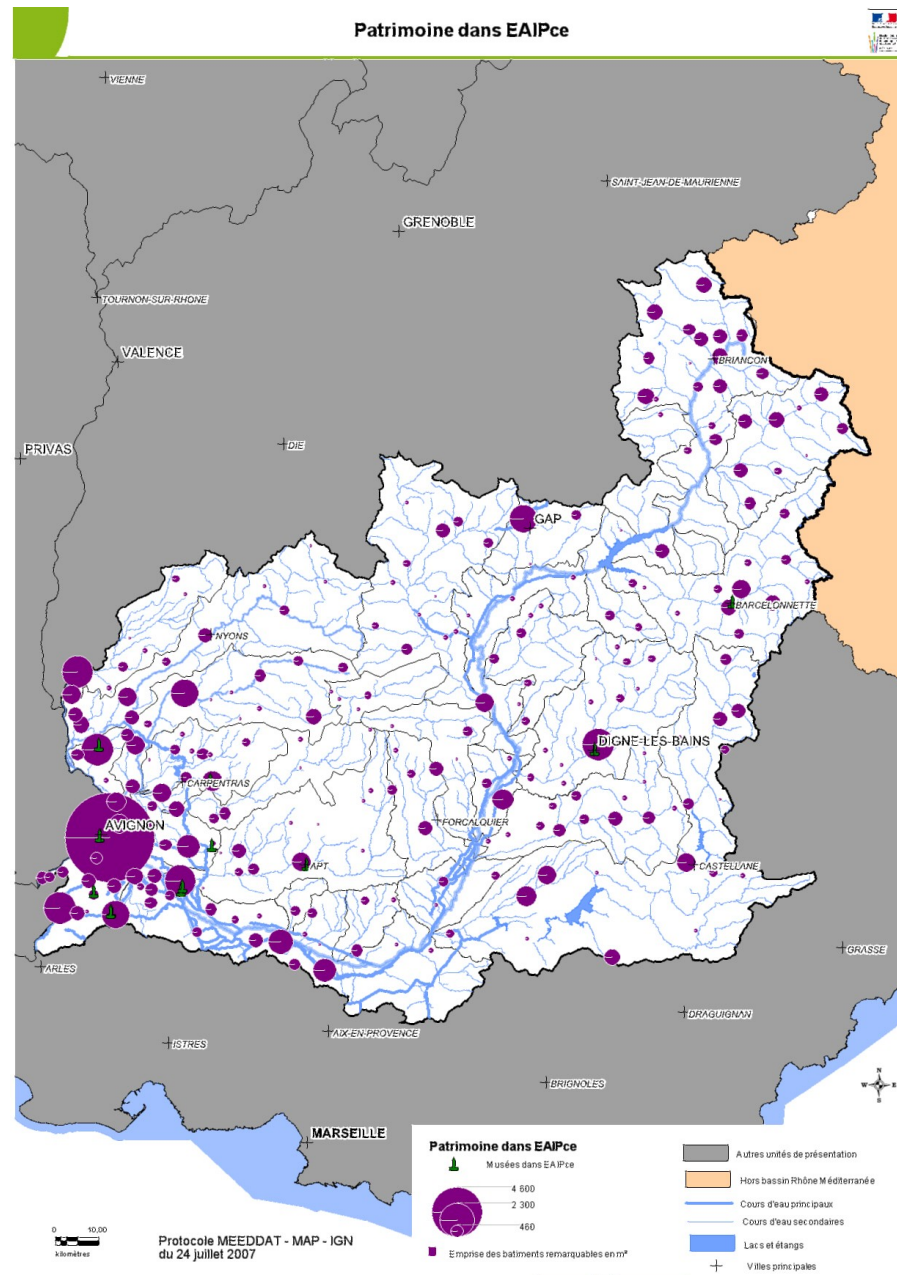 Patrimoine dans EAIPce
VIENNE
SAINT-JEAN-DE-MAURIENNE
GRENOBLE
TOURNON-SUR-RHONE
VALENCE
BRIANCON
PRIVAS
DIE
GAP
BARCELONNETTE
NYONS
DIGNE-LES-BAINS
CARPENTRAS
FORCALQUIER
AVIGNON
APT
CASTELLANE
GRASSE
ARLES
DRAGUIGNAN
AIX-EN-PROVENCE
ISTRES
BRIGNOLES
N
W E
S
MARSEILLE
Patrimoine dans EAIPce
Musées dans EAIPce
4 600
2 300
460
Emprise des batiments remarquables en m²
Autres unités de présentation
Hors bassin Rhône Méditerranée
Cours d'eau principaux
Cours d'eau secondaires
Lacs et étangs
Villes principales
0 10,00
kilomètres
Protocole MEEDDAT - MAP - IGN
du 24 juillet 2007